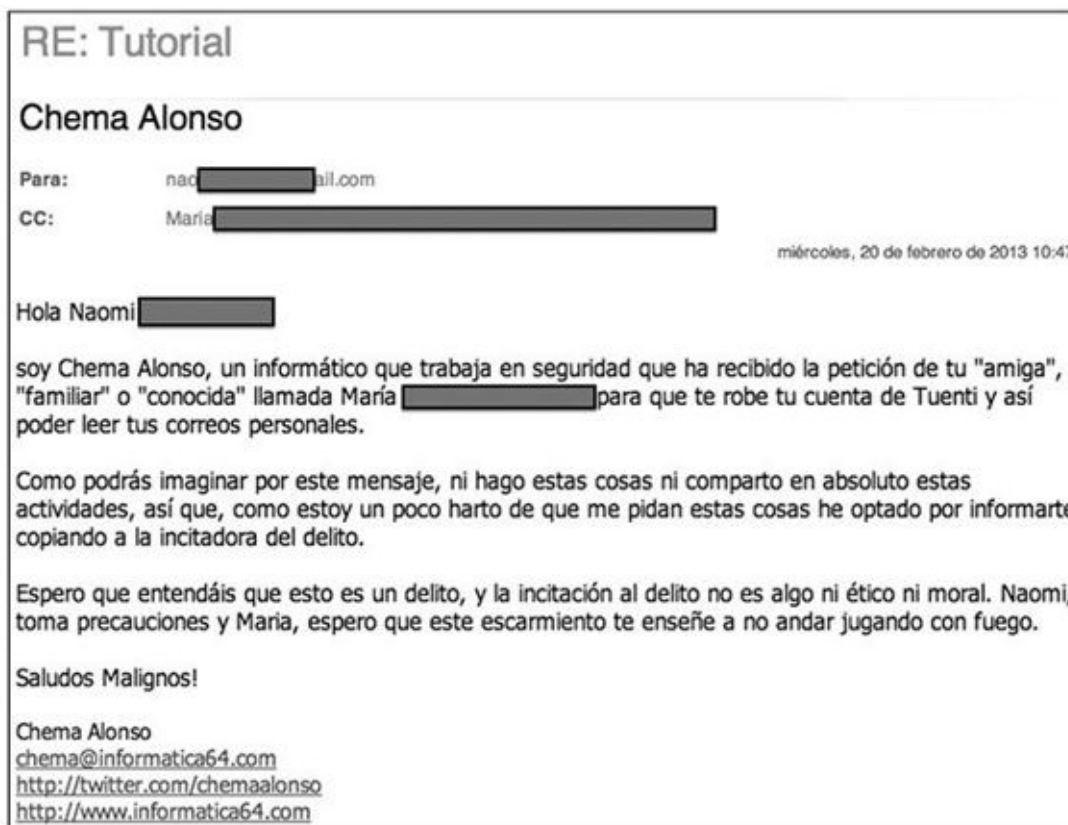 RE: Tutorial
Chema Alonso
Para: nao ail.com
CC: Maria
miércoles, 20 de febrero de 2013 10:47
Hola Naomi
soy Chema Alonso, un informático que trabaja en seguridad que ha recibido la petición de tu "amiga",
"familiar" o "conocida" llamada María para que te robe tu cuenta de Tuenti y así
poder leer tus correos personales.
Como podrás imaginar por este mensaje, ni hago estas cosas ni comparto en absoluto estas
actividades, así que, como estoy un poco harto de que me pidan estas cosas he optado por informarte
copiando a la incitadora del delito.
Espero que entendáis que esto es un delito, y la incitación al delito no es algo ni ético ni moral. Naomi,
toma precauciones y Maria, espero que este escarmiento te enseñe a no andar jugando con fuego.
Saludos Malignos!
Chema Alonso
chema@informatica64.com
http://twitter.com/chemaalonso
http://www.informatica64.com